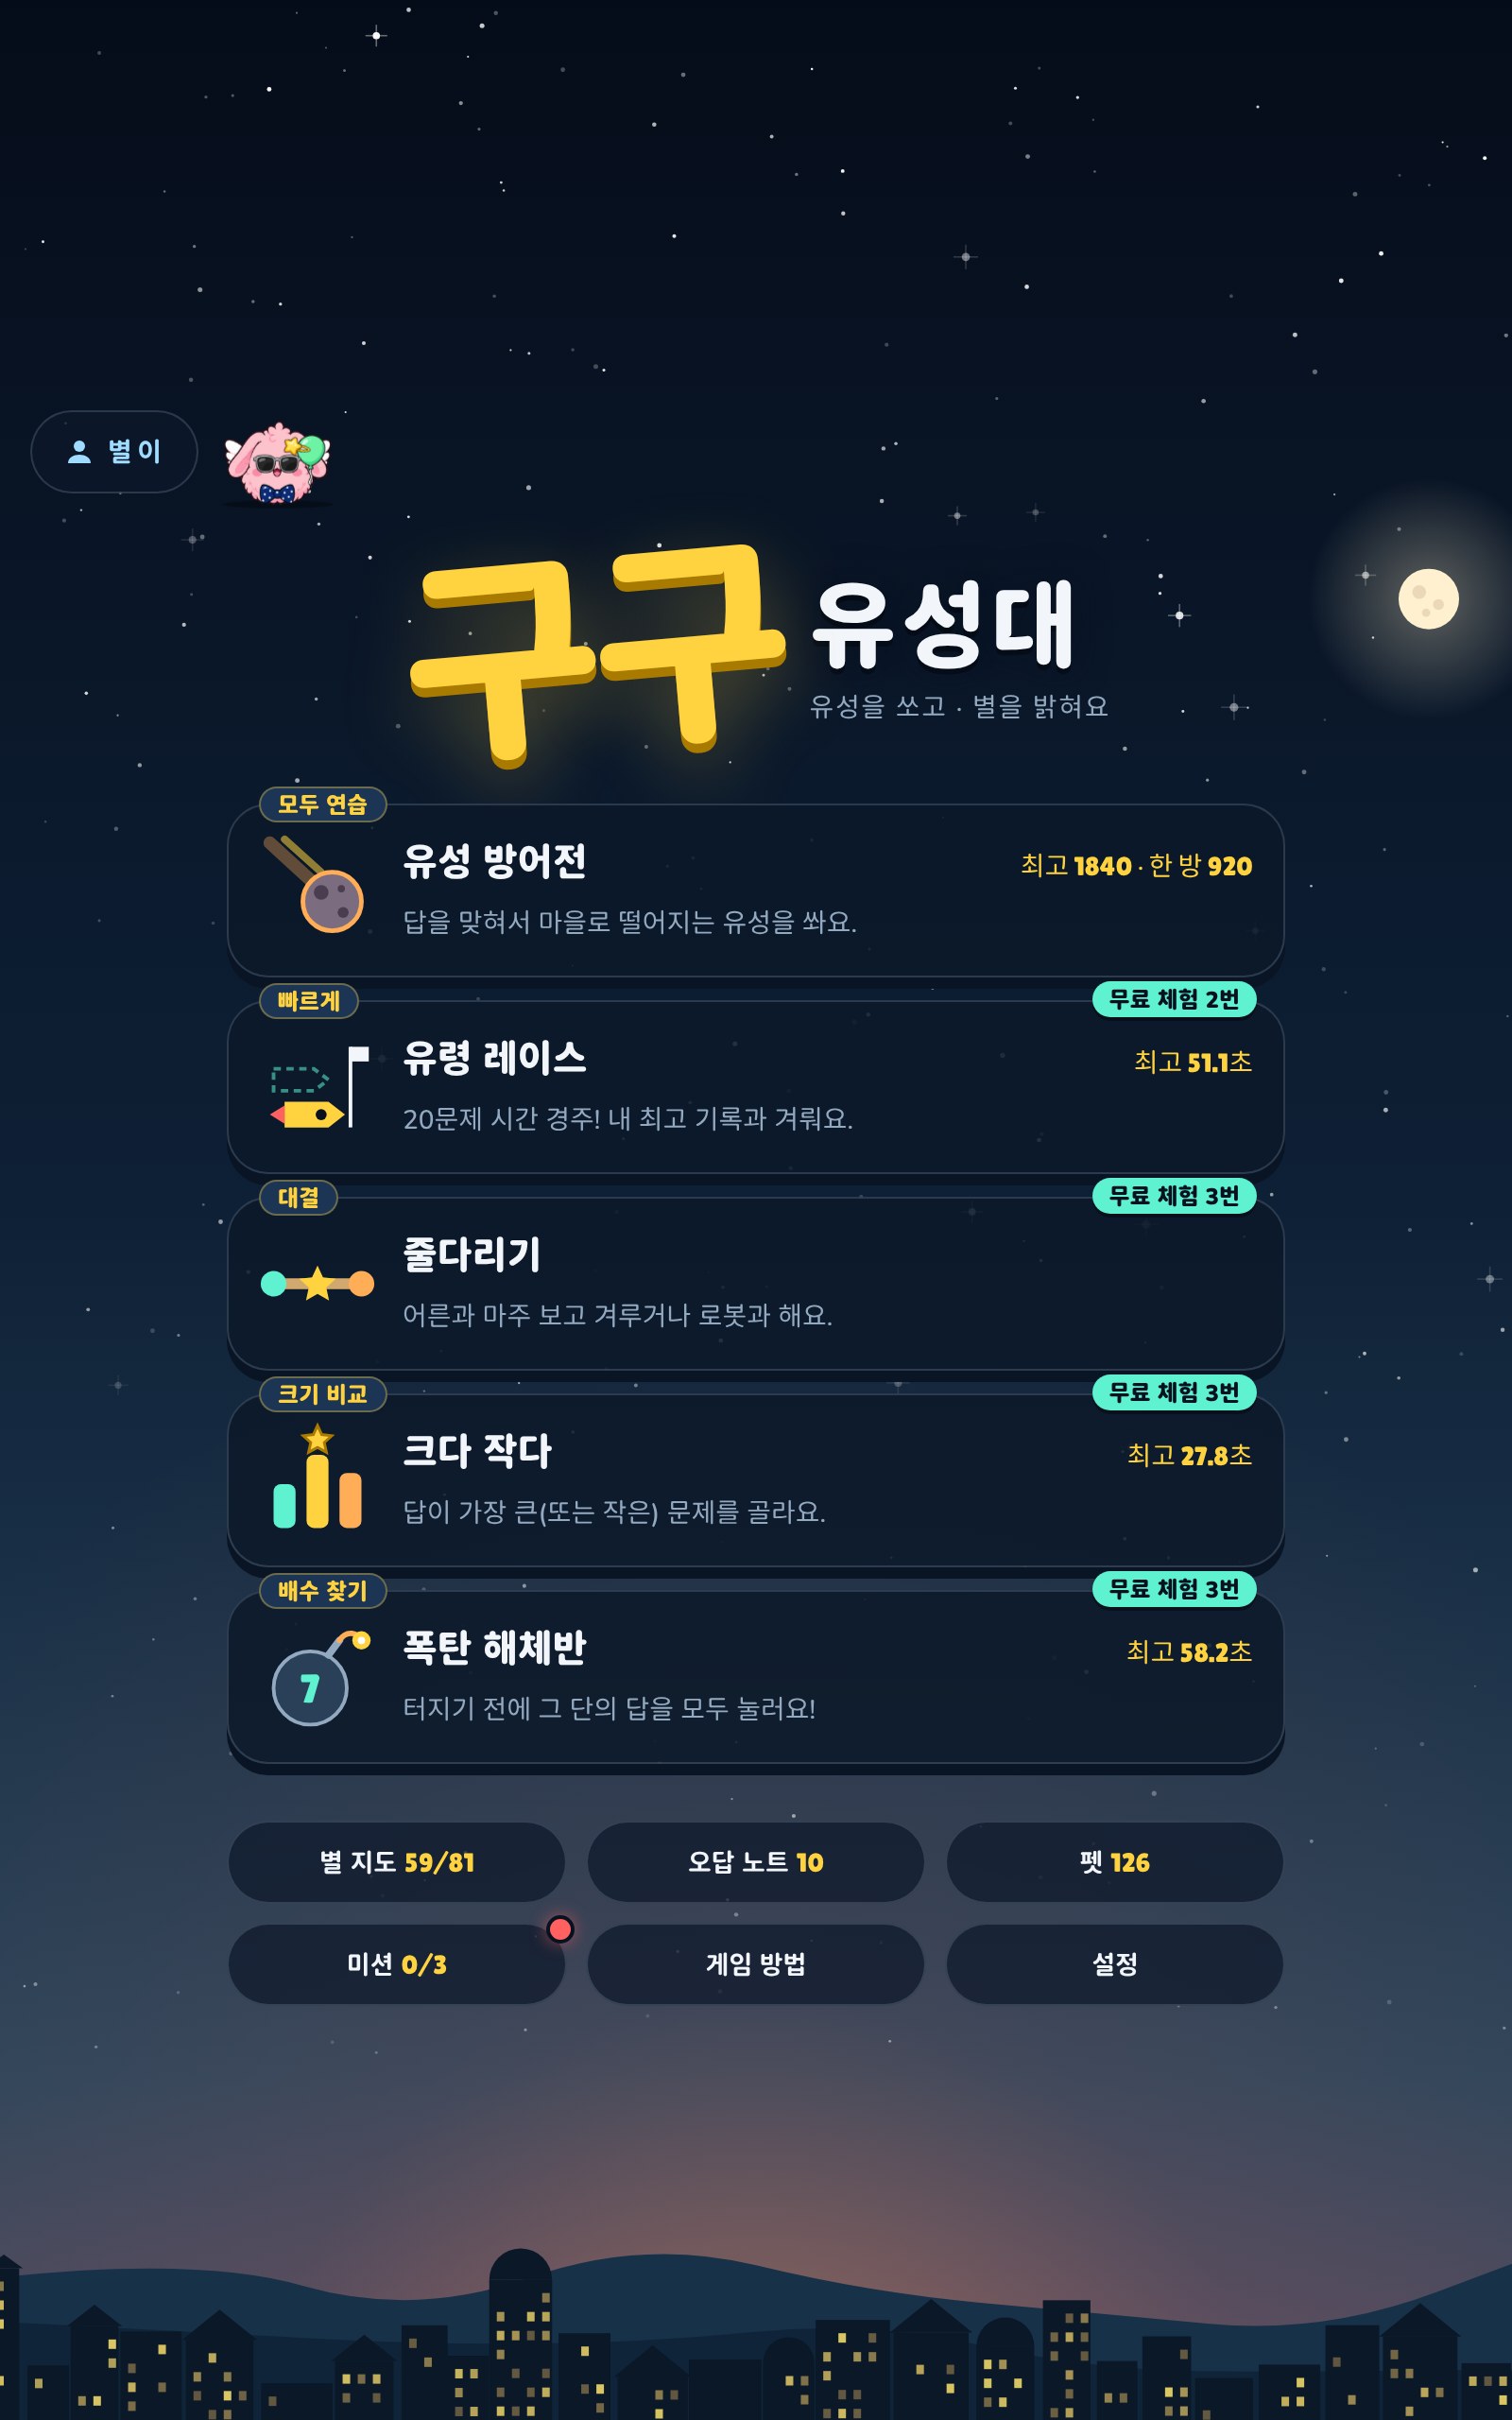 별이
구구 유성대
유성을 쏘고 · 별을 밝혀요
모두 연습
유성 방어전
최고 1840 · 한 방 920
답을 맞혀서 마을로 떨어지는 유성을 쏴요.
빠르게
무료 체험 2번
유령 레이스
최고 51.1초
20문제 시간 경주! 내 최고 기록과 겨뤄요.
대결
무료 체험 3번
줄다리기
어른과 마주 보고 겨루거나 로봇과 해요.
크기 비교
무료 체험 3번
크다 작다
최고 27.8초
답이 가장 큰(또는 작은) 문제를 골라요.
배수 찾기
무료 체험 3번
폭탄 해체반
최고 58.2초
7
터지기 전에 그 단의 답을 모두 눌러요!
별 지도 59/81
오답 노트 10
펫 126
미션 0/3
게임 방법
설정